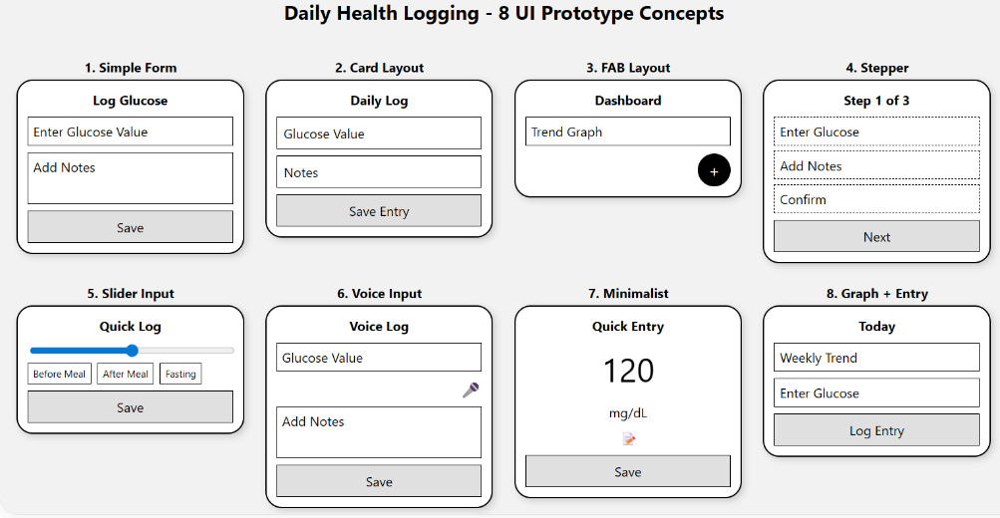 Daily Health Logging - 8 UI Prototype Concepts
1. Simple Form
Log Glucose
Enter Glucose Value
Add Notes
Save
2. Card Layout
Daily Log
Glucose Value
Notes
Save Entry
3. FAB Layout
Dashboard
Trend Graph
+
4. Stepper
Step 1 of 3
Enter Glucose
Add Notes
Confirm
Next
5. Slider Input
Quick Log
Before Meal After Meal Fasting
Save
6. Voice Input
Voice Log
Glucose Value
Add Notes
Save
7. Minimalist
Quick Entry
120
mg/dL
Save
8. Graph + Entry
Today
Weekly Trend
Enter Glucose
Log Entry